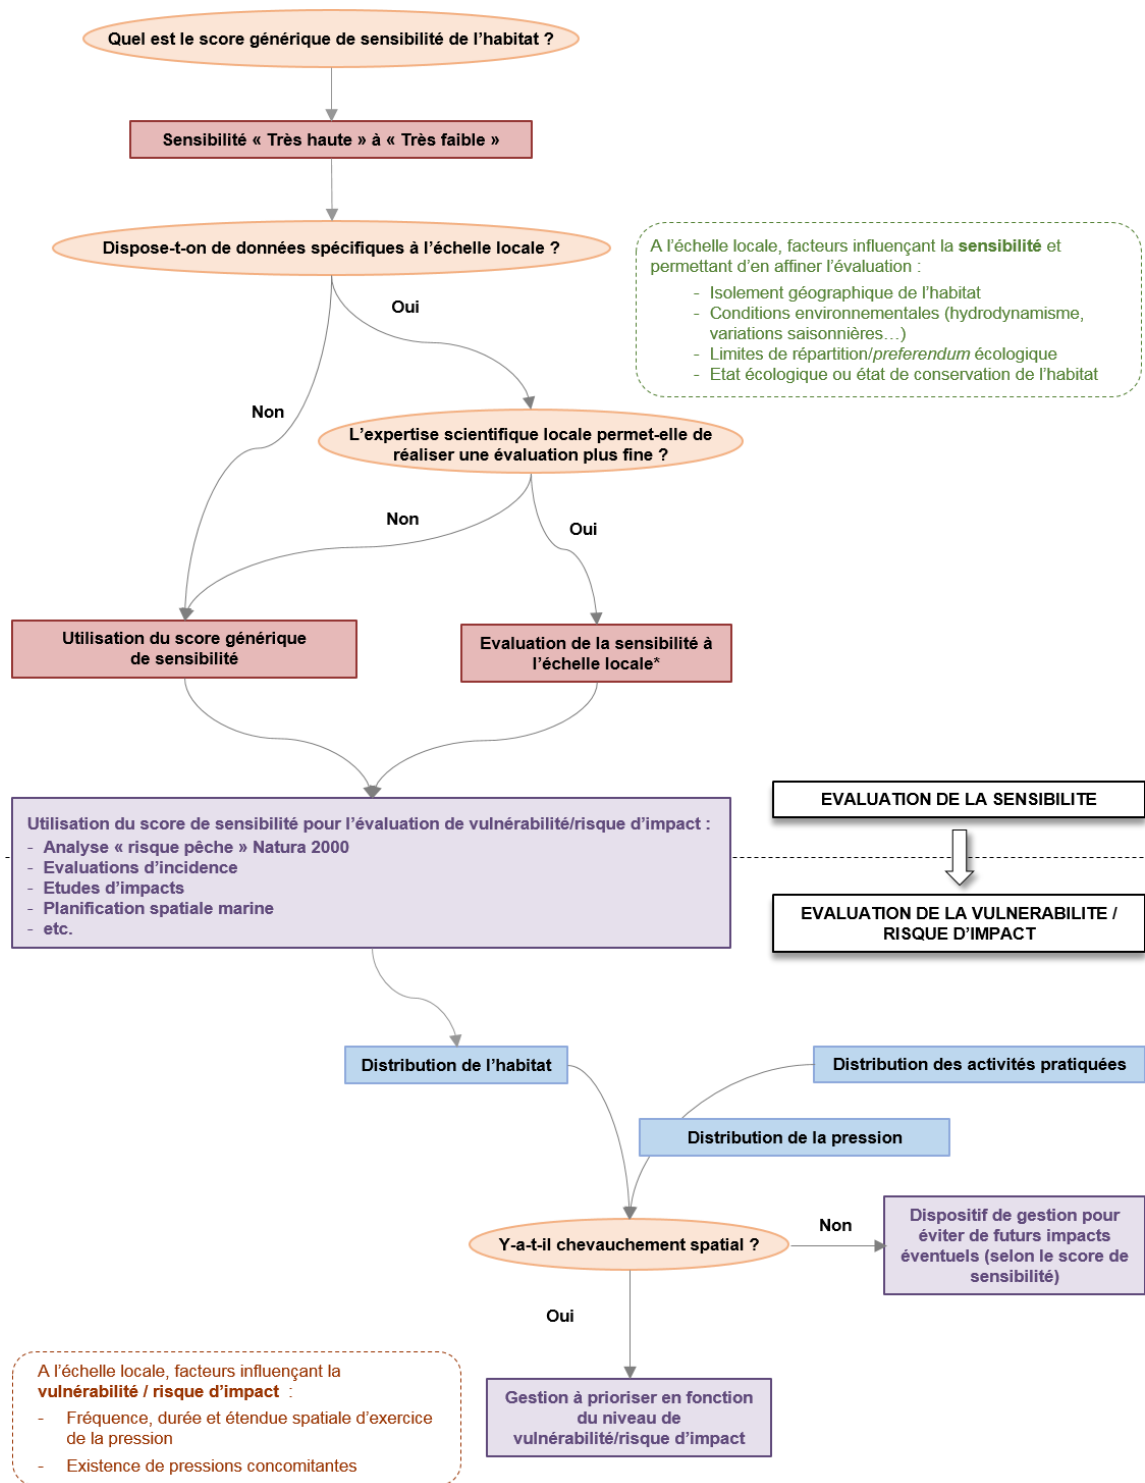 Quel est le score générique de sensibilité de l'habitat ?
Sensibilité « Très haute » à « Très faible »
Dispose-t-on de données spécifiques à l'échelle locale ?
A l'échelle locale, facteurs influençant la sensibilité et
permettant d'en affiner l'évaluation :
- Isolement géographique de l'habitat
- Conditions environnementales (hydrodynamisme,
variations saisonnières…)
- Limites de répartition/preferendum écologique
- Etat écologique ou état de conservation de l'habitat
Oui
Non
L'expertise scientifique locale permet-elle de
réaliser une évaluation plus fine ?
Non
Oui
Utilisation du score générique
de sensibilité
Evaluation de la sensibilité à
l'échelle locale*
Utilisation du score de sensibilité pour l'évaluation de vulnérabilité/risque d'impact :
- Analyse « risque pêche » Natura 2000
- Evaluations d'incidence
- Etudes d'impacts
- Planification spatiale marine
- etc.
EVALUATION DE LA SENSIBILITE
EVALUATION DE LA VULNERABILITE /
RISQUE D'IMPACT
Distribution de l'habitat
Distribution des activités pratiquées
Distribution de la pression
Y-a-t-il chevauchement spatial ?
Non
Dispositif de gestion pour
éviter de futurs impacts
éventuels (selon le score de
sensibilité)
Oui
Gestion à prioriser en fonction
du niveau de
vulnérabilité/risque d'impact
A l'échelle locale, facteurs influençant la
vulnérabilité / risque d'impact :
- Fréquence, durée et étendue spatiale d'exercice
de la pression
- Existence de pressions concomitantes